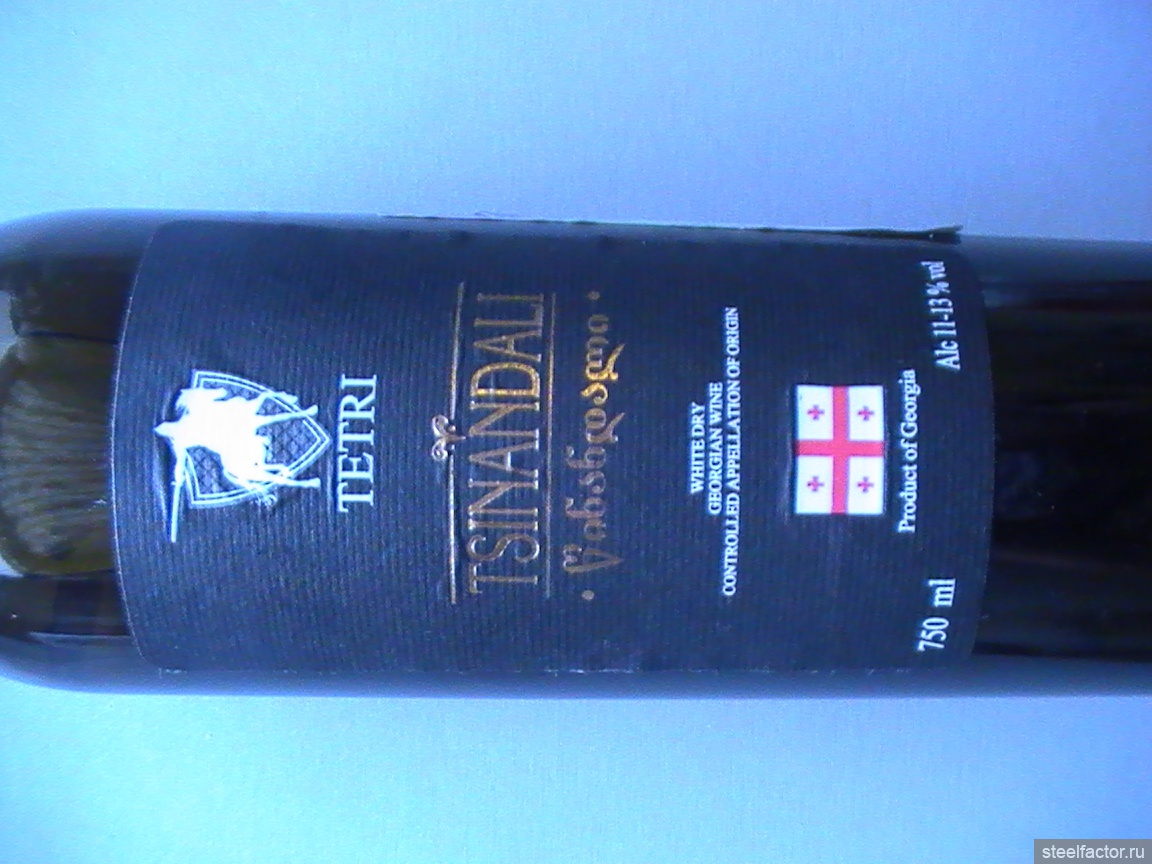 TETRI
TSINANDALI
• წინანდალი •
WHITE DRY
GEORGIAN WINE
CONTROLLED APPELLATION OF ORIGIN
Product of Georgia
750 ml
Alc 11-13 % vol
steelfactor.ru